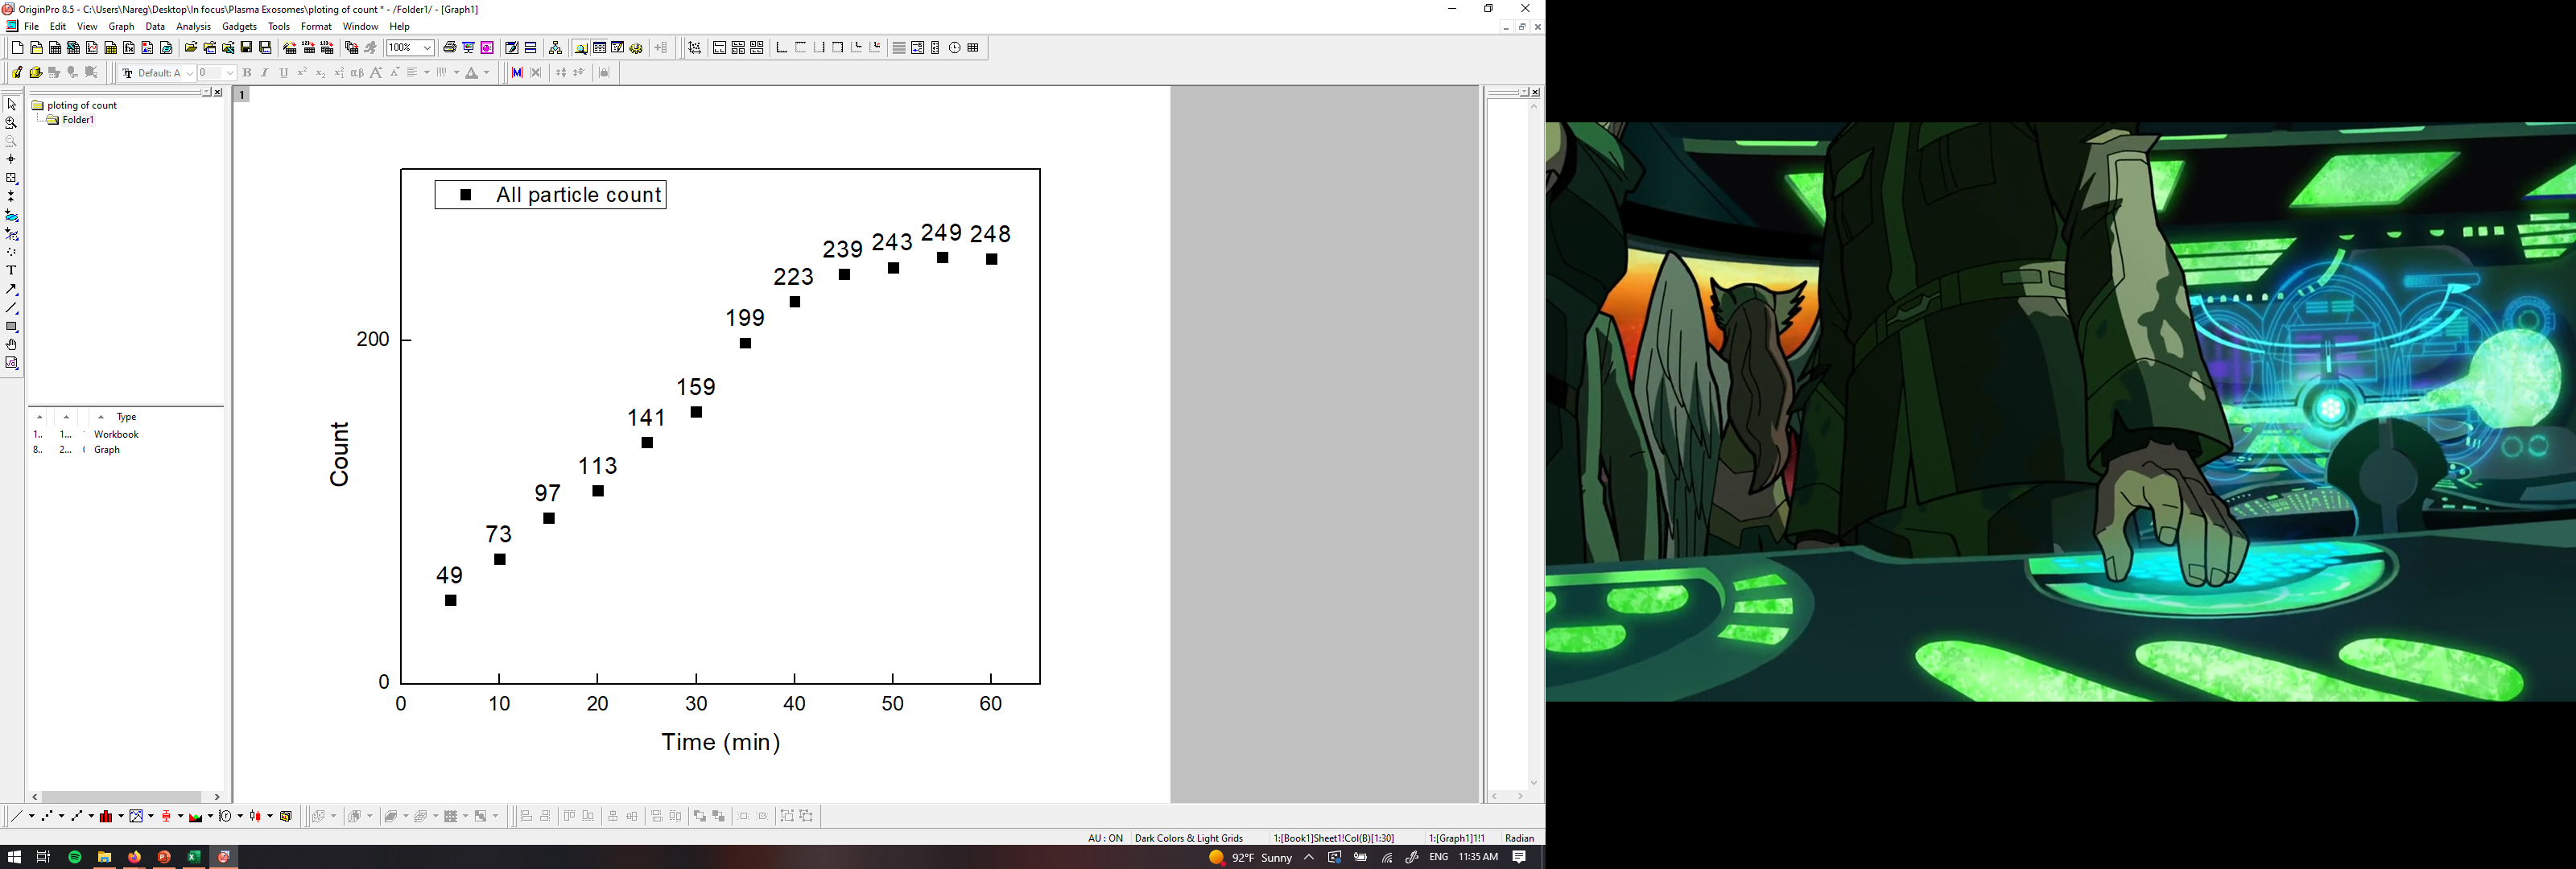 OriginPro 8.5 - C:\Users\Nareg\Desktop\In focus\Plasma Exosomes\ploting of count * - /Folder1/ - [Graph1]
File Edit View Graph Data Analysis Gadgets Tools Format Window Help
100%
Default: A 0
B I U
ploting of count
Folder1
Type
1.. 1... Workbook
8.. 2... Graph
1
All particle count
49 73 97 113 141 159 199 223 239 243 249 248
200
0
Count
0 10 20 30 40 50 60
Time (min)
AU : ON Dark Colors & Light Grids 1:[Book1]Sheet1!Col(B)[1:30] 1:[Graph1]1!1 Radian
92°F Sunny ENG 11:35 AM